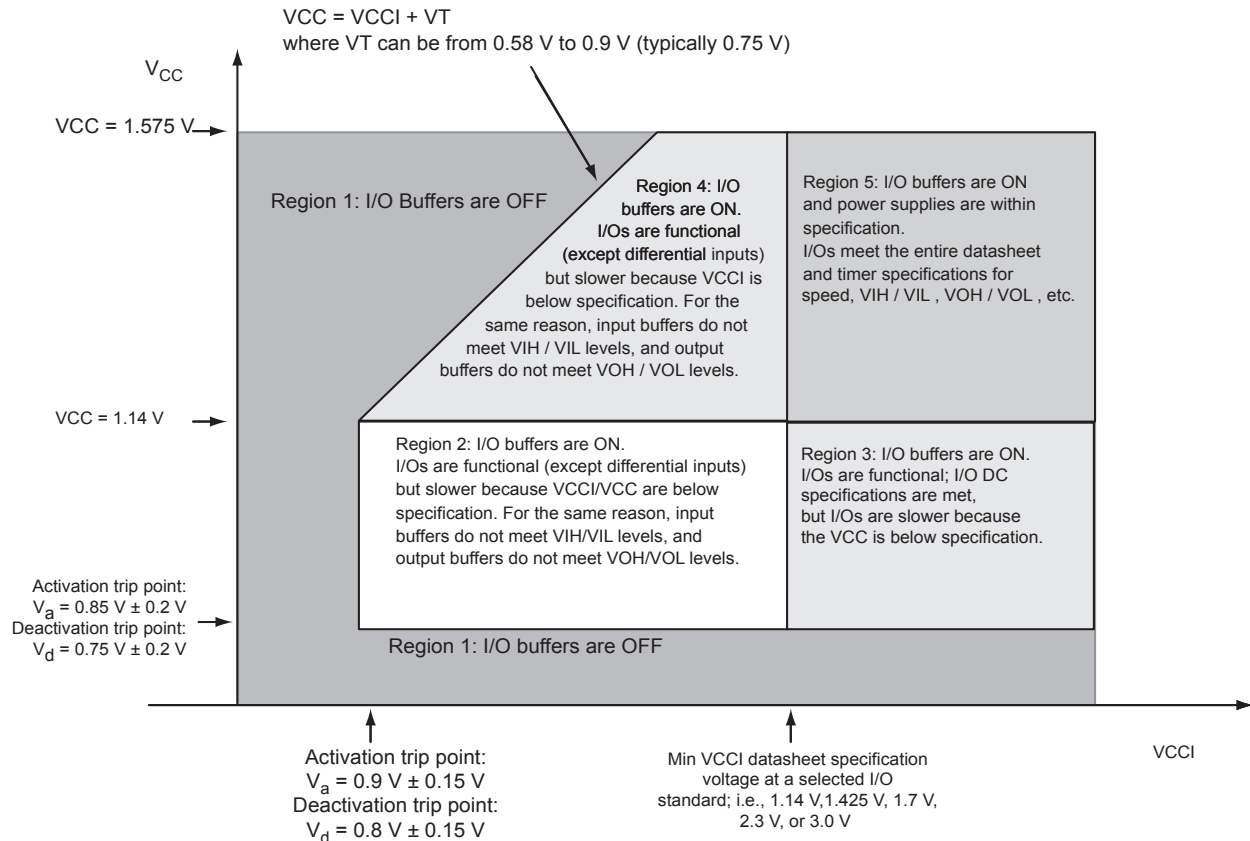 VCC = VCCI + VT
where VT can be from 0.58 V to 0.9 V (typically 0.75 V)
VCC
VCC = 1.575 V
Region 1: I/O Buffers are OFF
Region 4: I/O
buffers are ON.
I/Os are functional
(except differential inputs)
but slower because VCCI is
below specification. For the
same reason, input buffers do not
meet VIH / VIL levels, and output
buffers do not meet VOH / VOL levels.
Region 5: I/O buffers are ON
and power supplies are within
specification.
I/Os meet the entire datasheet
and timer specifications for
speed, VIH / VIL , VOH / VOL , etc.
VCC = 1.14 V
Region 2: I/O buffers are ON.
I/Os are functional (except differential inputs)
but slower because VCCI/VCC are below
specification. For the same reason, input
buffers do not meet VIH/VIL levels, and
output buffers do not meet VOH/VOL levels.
Region 3: I/O buffers are ON.
I/Os are functional; I/O DC
specifications are met,
but I/Os are slower because
the VCC is below specification.
Activation trip point:
Va = 0.85 V ± 0.2 V
Deactivation trip point:
Vd = 0.75 V ± 0.2 V
Region 1: I/O buffers are OFF
Activation trip point:
Va = 0.9 V ± 0.15 V
Deactivation trip point:
Vd = 0.8 V ± 0.15 V
Min VCCI datasheet specification
voltage at a selected I/O
standard; i.e., 1.14 V,1.425 V, 1.7 V,
2.3 V, or 3.0 V
VCCI